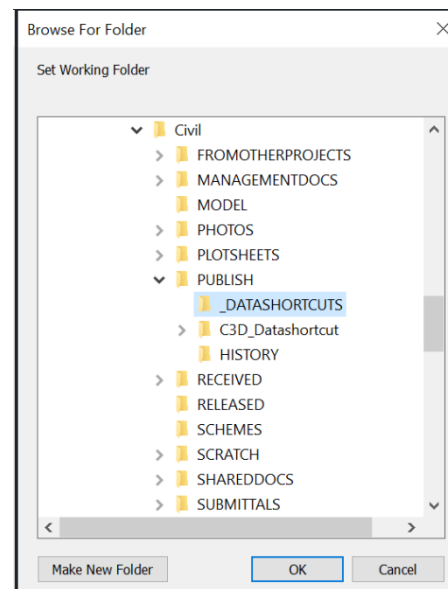 Browse For Folder
Set Working Folder
Civil
FROMOTHERPROJECTS
MANAGEMENTDOCS
MODEL
PHOTOS
PLOTSHEETS
PUBLISH
_DATASHORTCUTS
C3D_Datashortcut
HISTORY
RECEIVED
RELEASED
SCHEMES
SCRATCH
SHAREDDOCS
SUBMITTALS
Make New Folder OK Cancel